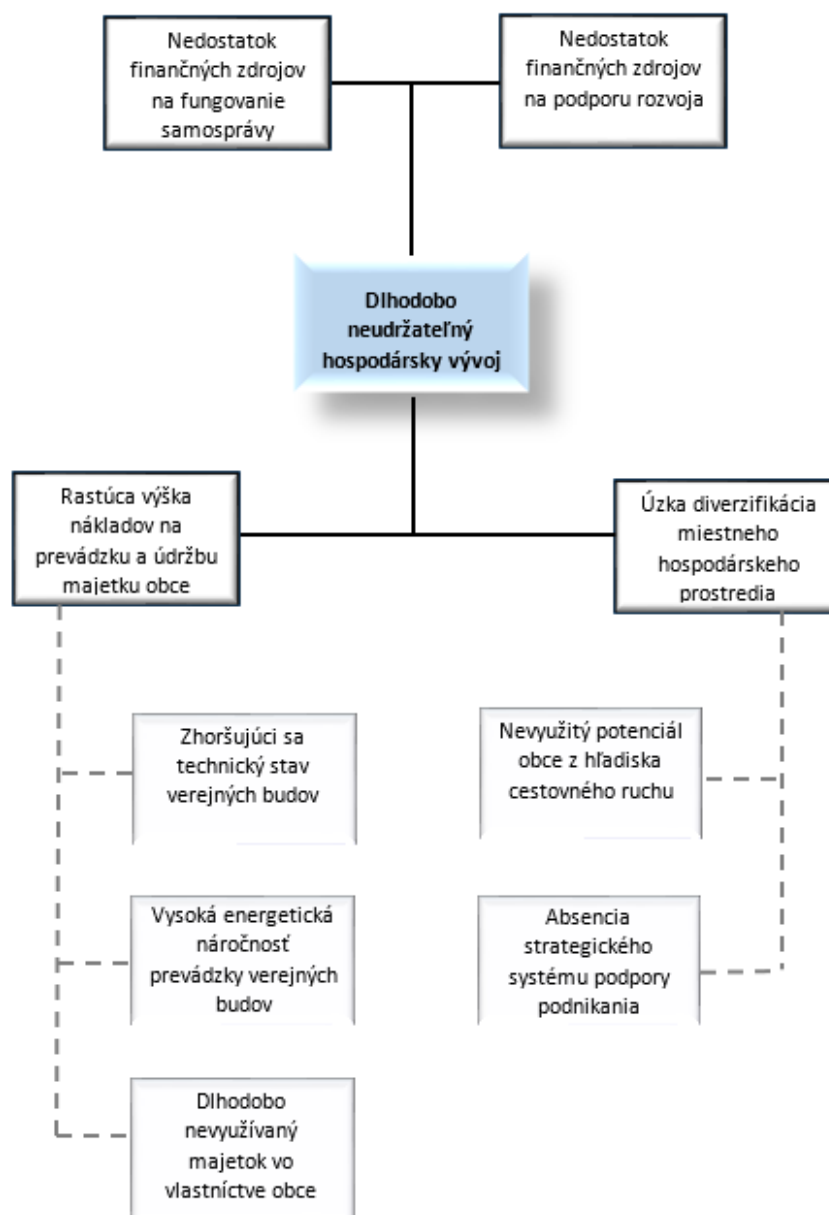 Nedostatok
finančných zdrojov
na fungovanie
samosprávy
Nedostatok
finančných zdrojov
na podporu rozvoja
Dlhodobo
neudržateľný
hospodársky vývoj
Rastúca výška
nákladov na
prevádzku a údržbu
majetku obce
Úzka diverzifikácia
miestneho
hospodárskeho
prostredia
Zhoršujúci sa
technický stav
verejných budov
Nevyužitý potenciál
obce z hľadiska
cestovného ruchu
Vysoká energetická
náročnosť
prevádzky verejných
budov
Absencia
strategického
systému podpory
podnikania
Dlhodobo
nevyužívaný
majetok vo
vlastníctve obce